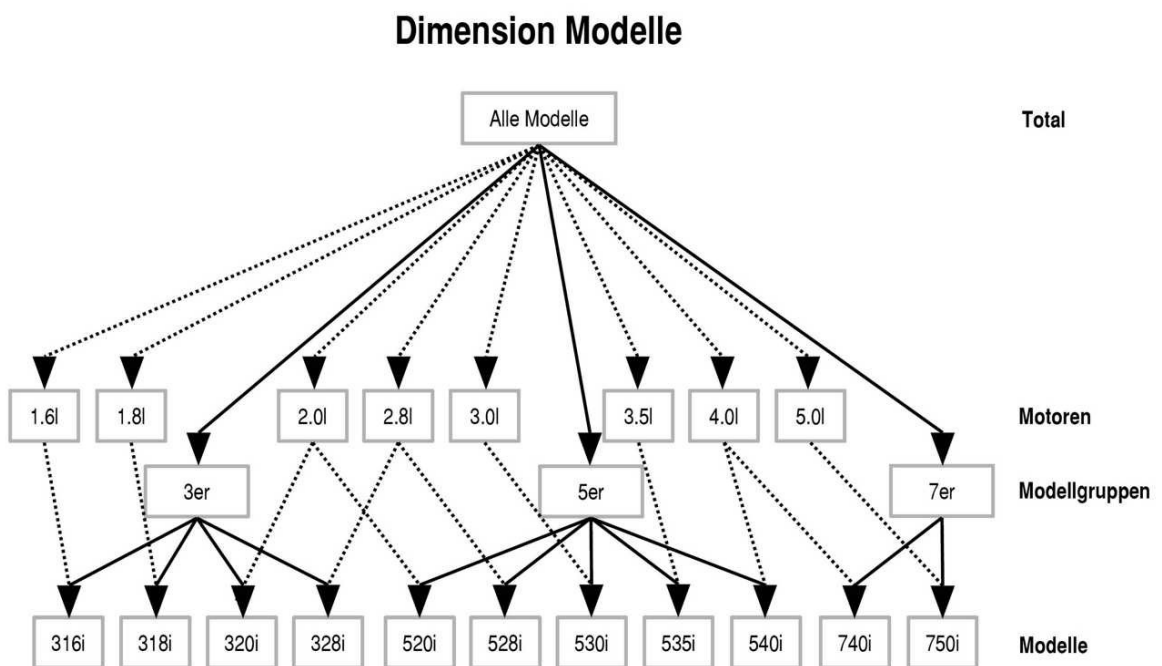 Dimension Modelle
Alle Modelle Total
1.6l 1.8l 2.0l 2.8l 3.0l 3.5l 4.0l 5.0l Motoren
3er 5er 7er Modellgruppen
316i 318i 320i 328i 520i 528i 530i 535i 540i 740i 750i Modelle